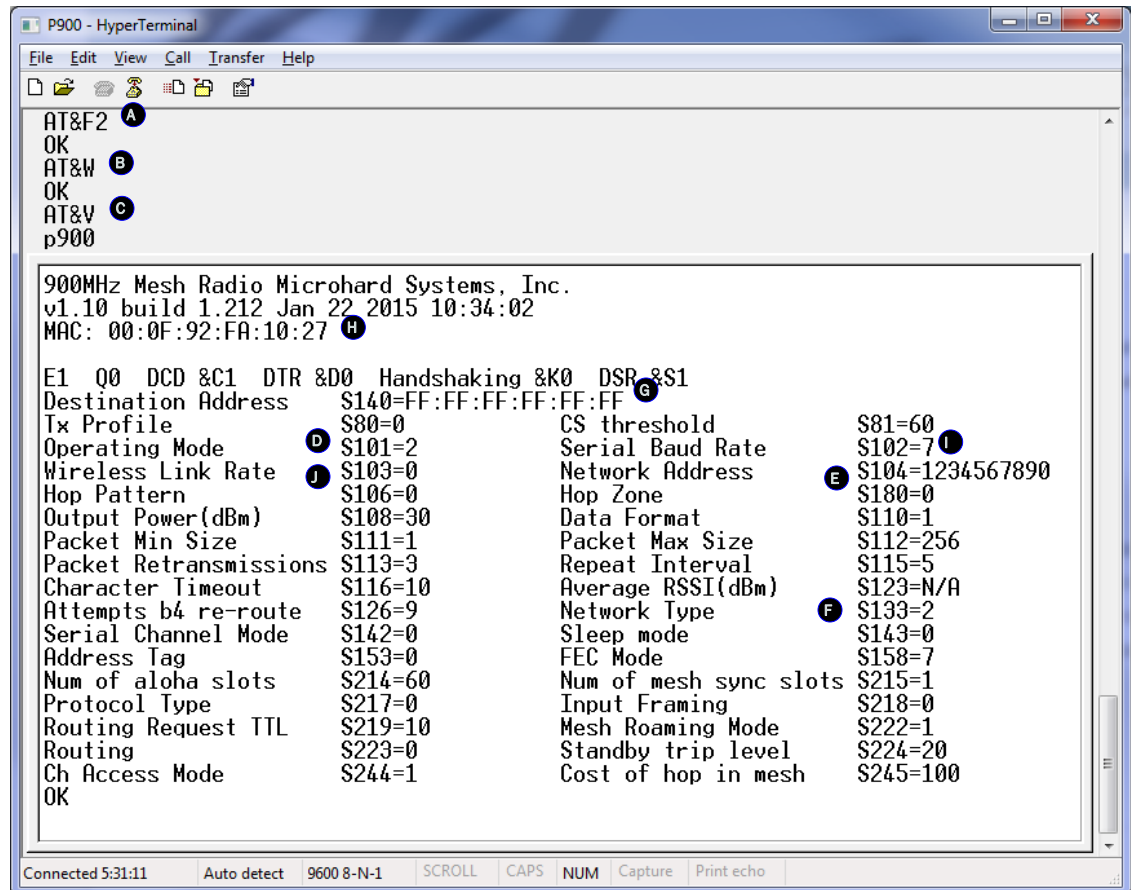 P900 - HyperTerminal
File Edit View Call Transfer Help
AT&F2 A
OK
AT&W B
OK
AT&V C
p900
900MHz Mesh Radio Microhard Systems, Inc.
v1.10 build 1.212 Jan 22 2015 10:34:02
MAC: 00:0F:92:FA:10:27 H
E1 Q0 DCD &C1 DTR &D0 Handshaking &K0 DSR &S1
Destination Address S140=FF:FF:FF:FF:FF:FF G
Tx Profile S80=0 CS threshold S81=60
Operating Mode D S101=2 Serial Baud Rate S102=7 I
Wireless Link Rate J S103=0 Network Address E S104=1234567890
Hop Pattern S106=0 Hop Zone S180=0
Output Power(dBm) S108=30 Data Format S110=1
Packet Min Size S111=1 Packet Max Size S112=256
Packet Retransmissions S113=3 Repeat Interval S115=5
Character Timeout S116=10 Average RSSI(dBm) S123=N/A
Attempts b4 re-route S126=9 Network Type F S133=2
Serial Channel Mode S142=0 Sleep mode S143=0
Address Tag S153=0 FEC Mode S158=7
Num of aloha slots S214=60 Num of mesh sync slots S215=1
Protocol Type S217=0 Input Framing S218=0
Routing Request TTL S219=10 Mesh Roaming Mode S222=1
Routing S223=0 Standby trip level S224=20
Ch Access Mode S244=1 Cost of hop in mesh S245=100
OK
Connected 5:31:11 Auto detect 9600 8-N-1 SCROLL CAPS NUM Capture Print echo